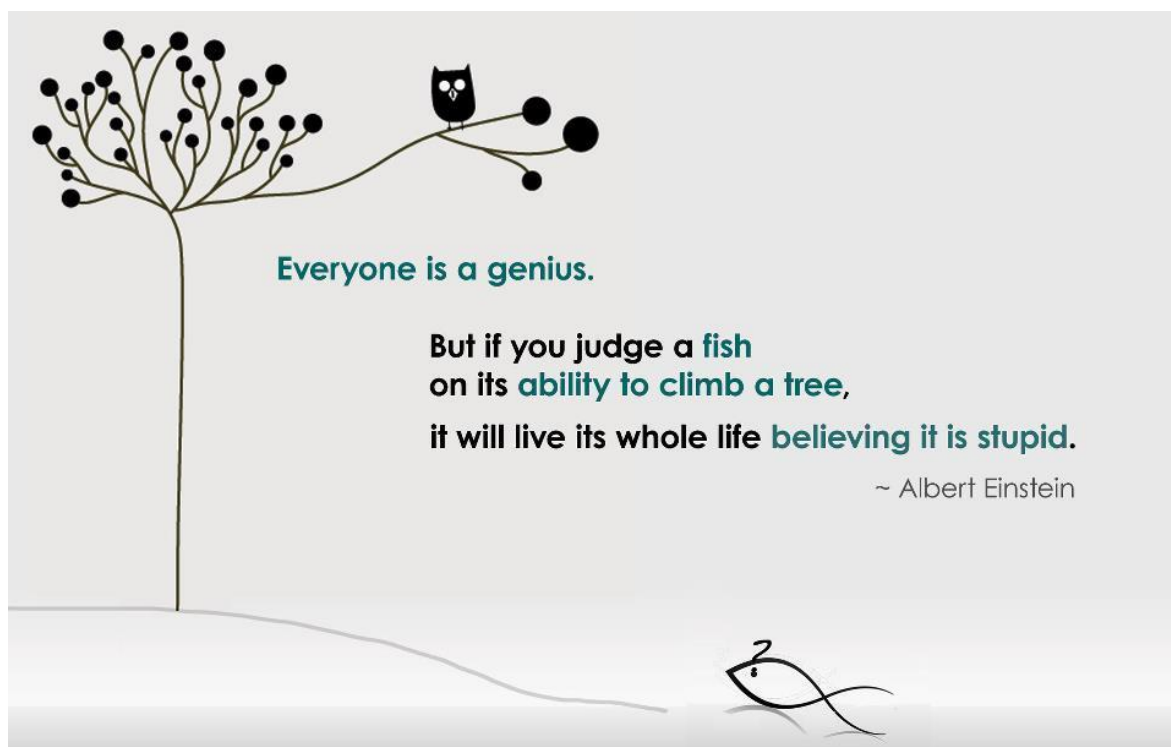 Everyone is a genius.
But if you judge a fish
on its ability to climb a tree,
it will live its whole life believing it is stupid.
~ Albert Einstein